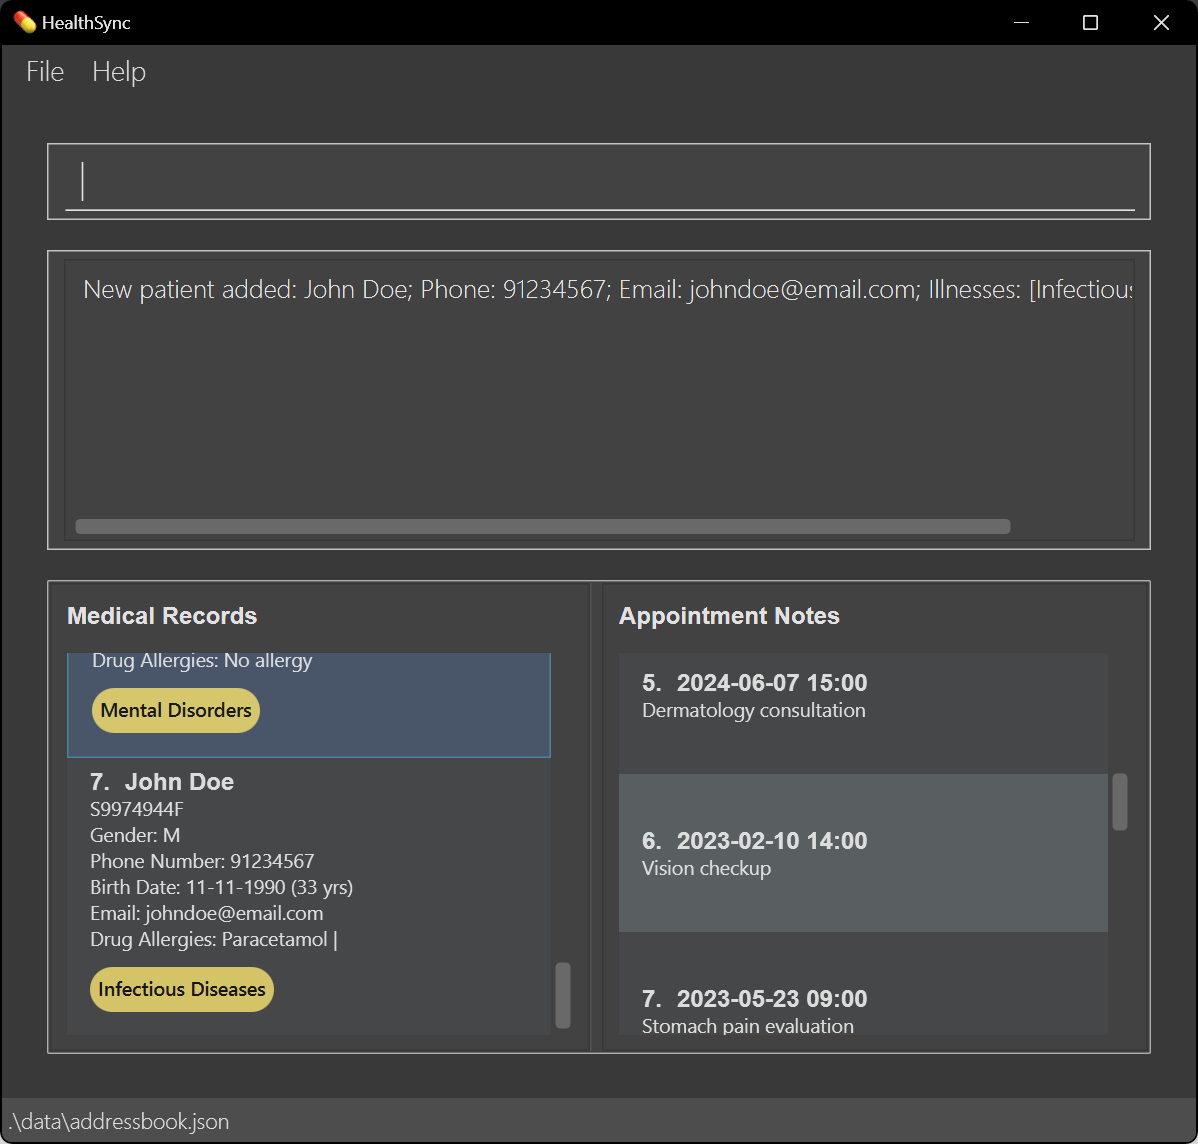 HealthSync
File Help
New patient added: John Doe; Phone: 91234567; Email: johndoe@email.com; Illnesses: [Infectious
Medical Records
Drug Allergies: No allergy
Mental Disorders
7. John Doe
S9974944F
Gender: M
Phone Number: 91234567
Birth Date: 11-11-1990 (33 yrs)
Email: johndoe@email.com
Drug Allergies: Paracetamol |
Infectious Diseases
Appointment Notes
5. 2024-06-07 15:00
Dermatology consultation
6. 2023-02-10 14:00
Vision checkup
7. 2023-05-23 09:00
Stomach pain evaluation
.\data\addressbook.json